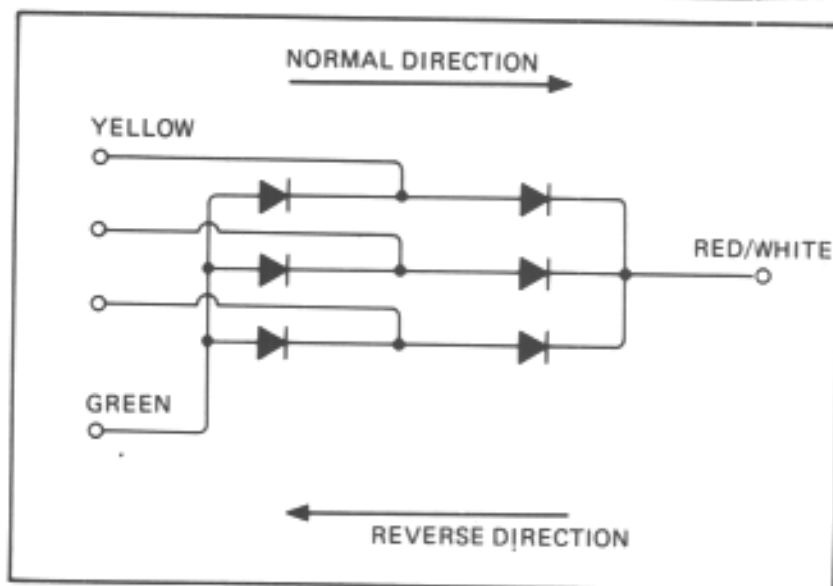 NORMAL DIRECTION
YELLOW
RED/WHITE
GREEN
REVERSE DIRECTION